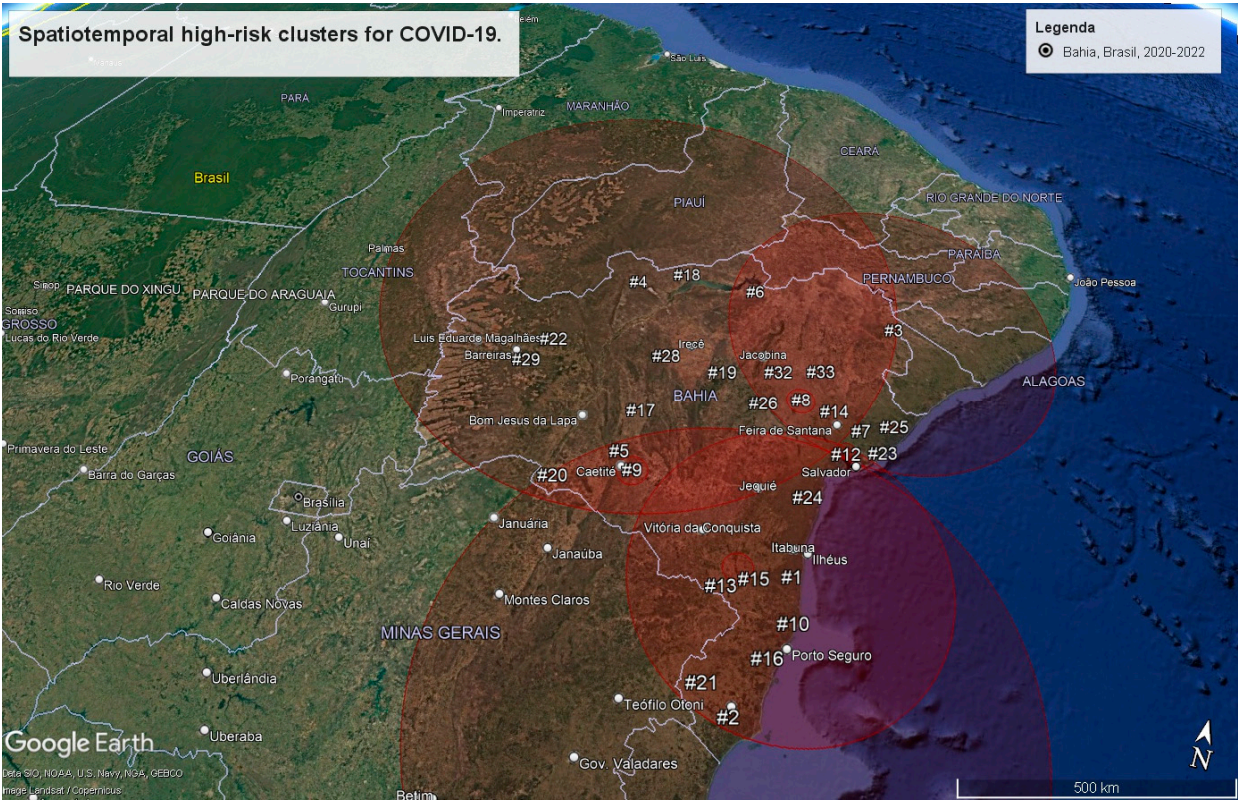 Spatiotemporal high-risk clusters for COVID-19.
Legenda
Bahia, Brasil, 2020-2022
São Luis
PARA
Imperatriz
MARANHÃO
CEARA
Brasil
PIAUÍ
RIO GRANDE DO NORTE
Palmas
PARAÍBA
TOCANTINS
#4
#18
PERNAMBUCO
João Pessoa
Sinop
PARQUE DO XINGU
PARQUE DO ARAGUAIA
#6
Gurupi
Sorriso
GROSSO
Lucas do Rio Verde
#3
Luis Eduardo Magalhães
#22
Barreiras
#29
Irecê
#28
Jacobina
#19
#32
#33
Porangatu
ALAGOAS
BAHIA
#26
#8
#17
#14
Bom Jesus da Lapa
Feira de Santana
#7
#25
Primavera do Leste
GOIÁS
#5
#12
#23
Barra do Garças
#20
Caetité
#9
Salvador
Jequié
Brasília
#24
Luziânia
Januária
Vitória da Conquista
Goiânia
Unaí
Janaúba
Itabuna
Ilhéus
#13
#15
#1
Rio Verde
Caldas Novas
Montes Claros
#10
MINAS GERAIS
#16
Porto Seguro
Uberlândia
#21
Teófilo Otoni
#2
Uberaba
Google Earth
Gov. Valadares
N
Data SIO, NOAA, U.S. Navy, NGA, GEBCO
Image Landsat / Copernicus
Betim
500 km